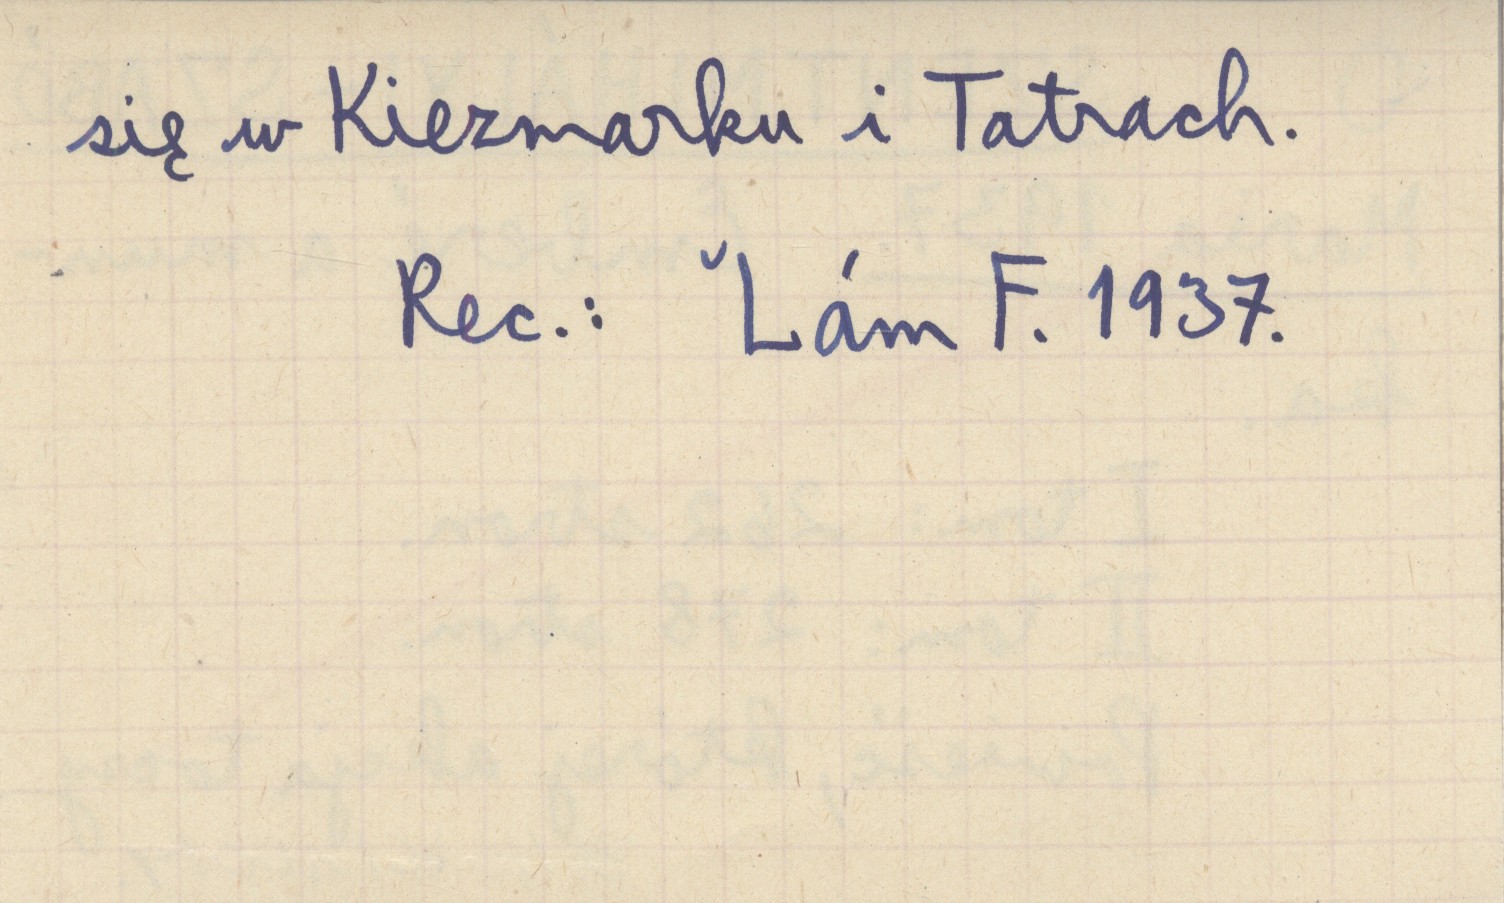 się w Kiezmarku i Tatrach.
Rec.: ˇLám F. 1937.